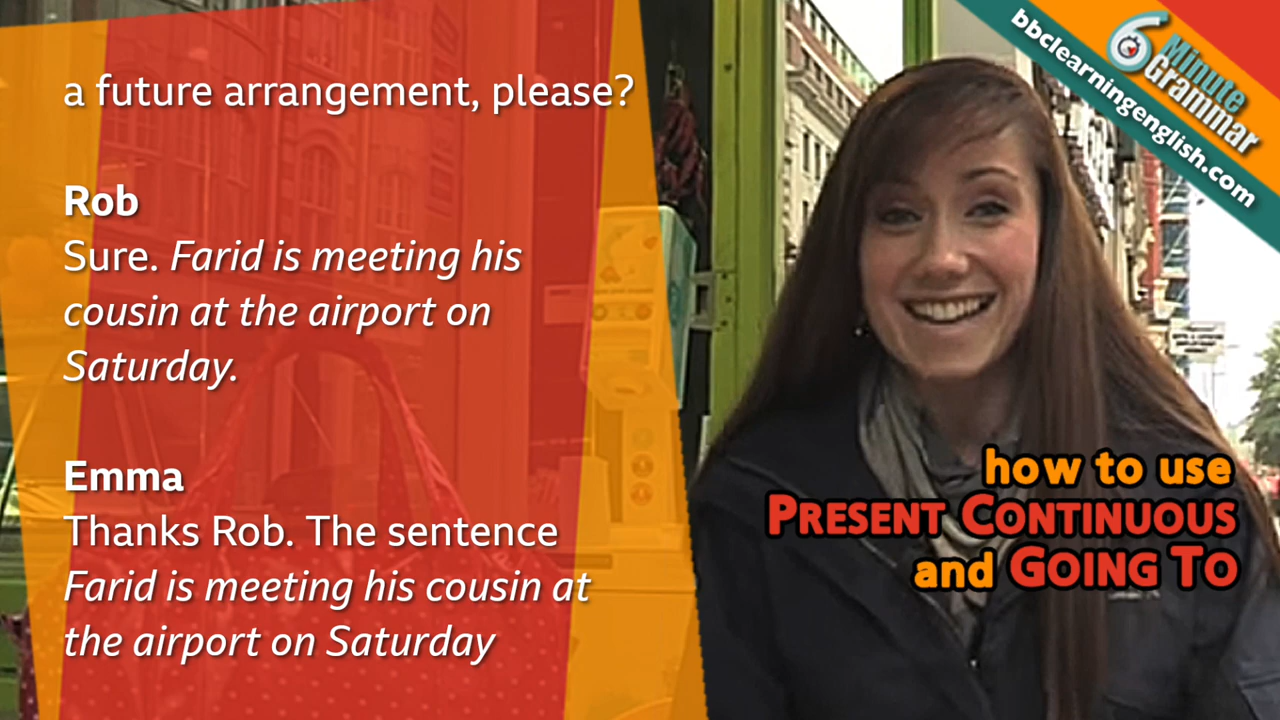 a future arrangement, please?
Rob
Sure. Farid is meeting his
cousin at the airport on
Saturday.
Emma
Thanks Rob. The sentence
Farid is meeting his cousin at
the airport on Saturday
6 Minute
Grammar
bbclearningenglish.com
how to use
PRESENT CONTINUOUS
and GOING TO